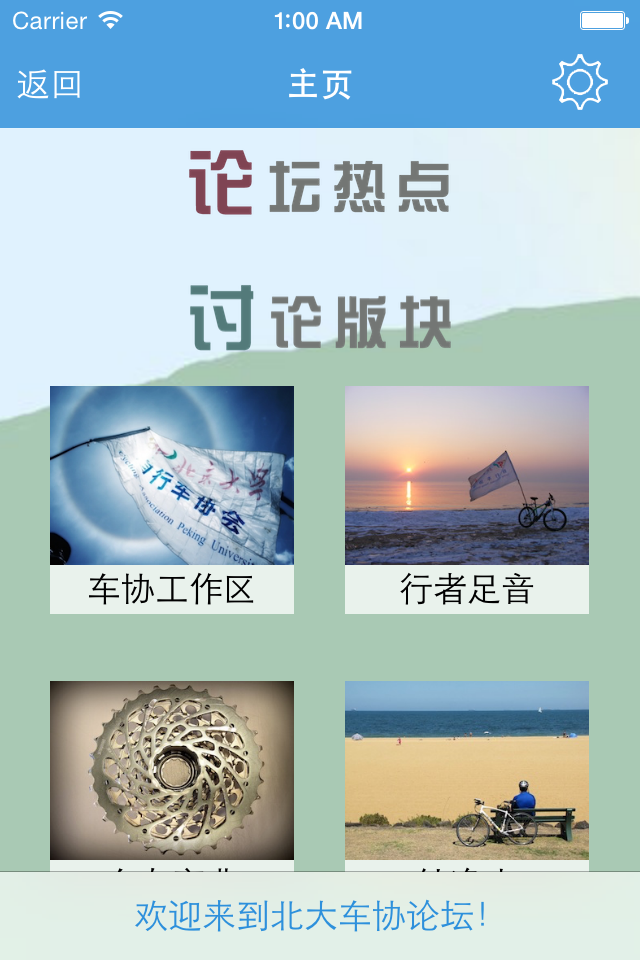 Carrier 1:00 AM
返回 主页
论坛热点
讨论版块
北京大学
自行车协会
Cycling Association Peking University
车协工作区
行者足音
欢迎来到北大车协论坛!